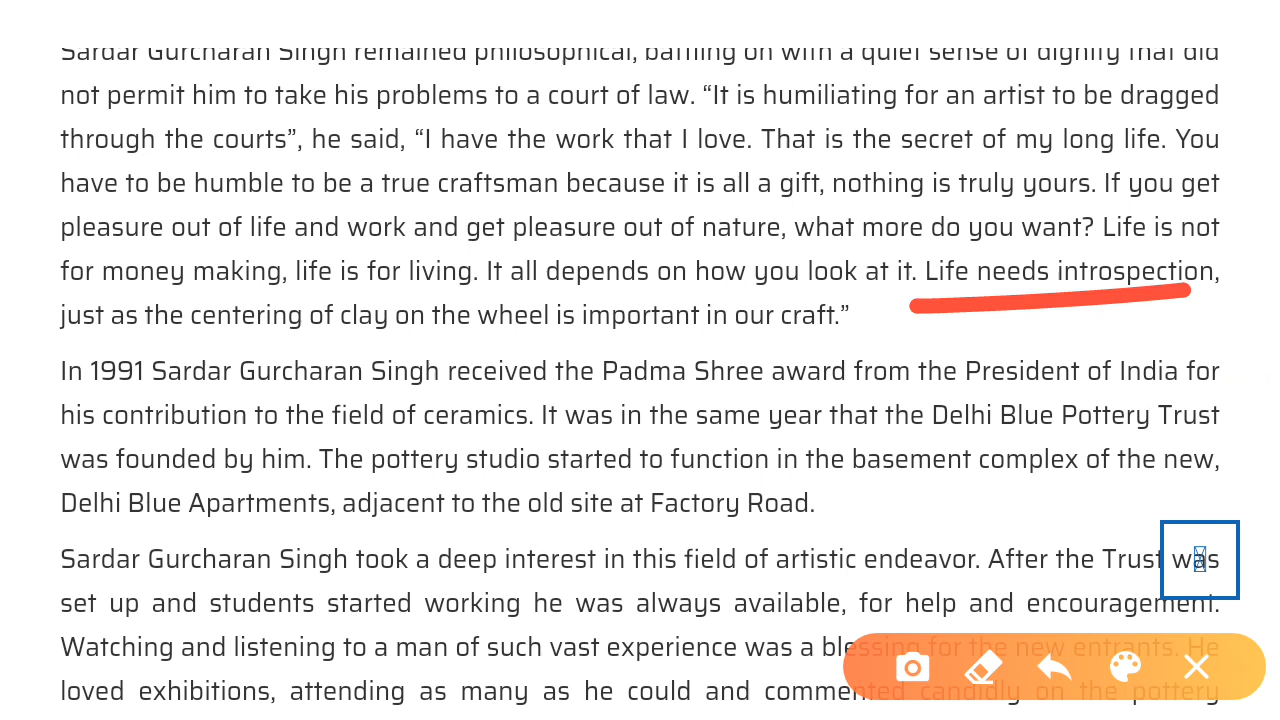 Sardar Gurcharan Singh remained philosophical, battling on with a quiet sense of dignity that did
not permit him to take his problems to a court of law. “It is humiliating for an artist to be dragged
through the courts”, he said, “I have the work that I love. That is the secret of my long life. You
have to be humble to be a true craftsman because it is all a gift, nothing is truly yours. If you get
pleasure out of life and work and get pleasure out of nature, what more do you want? Life is not
for money making, life is for living. It all depends on how you look at it. Life needs introspection,
just as the centering of clay on the wheel is important in our craft.”
In 1991 Sardar Gurcharan Singh received the Padma Shree award from the President of India for
his contribution to the field of ceramics. It was in the same year that the Delhi Blue Pottery Trust
was founded by him. The pottery studio started to function in the basement complex of the new,
Delhi Blue Apartments, adjacent to the old site at Factory Road.
Sardar Gurcharan Singh took a deep interest in this field of artistic endeavor. After the Trust was
set up and students started working he was always available, for help and encouragement.
Watching and listening to a man of such vast experience was a blessing for the new entrants. He
loved exhibitions, attending as many as he could and commented candidly on the pottery